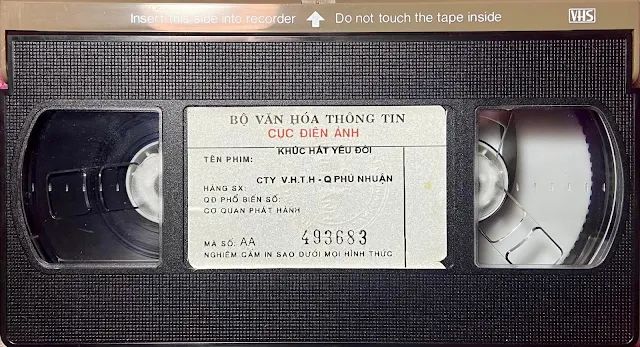 Insert this side into recorder Do not touch the tape inside VHS
BỘ VĂN HÓA THÔNG TIN
CỤC ĐIỆN ẢNH
KHÚC HÁT YÊU ĐỜI
TÊN PHIM:
CTY V.H.T.H - Q PHÚ NHUẬN
HÃNG SX:
QĐ PHỔ BIẾN SỐ:
CƠ QUAN PHÁT HÀNH
MÃ SỐ: AA 493683
NGHIÊM CẤM IN SAO DƯỚI MỌI HÌNH THỨC